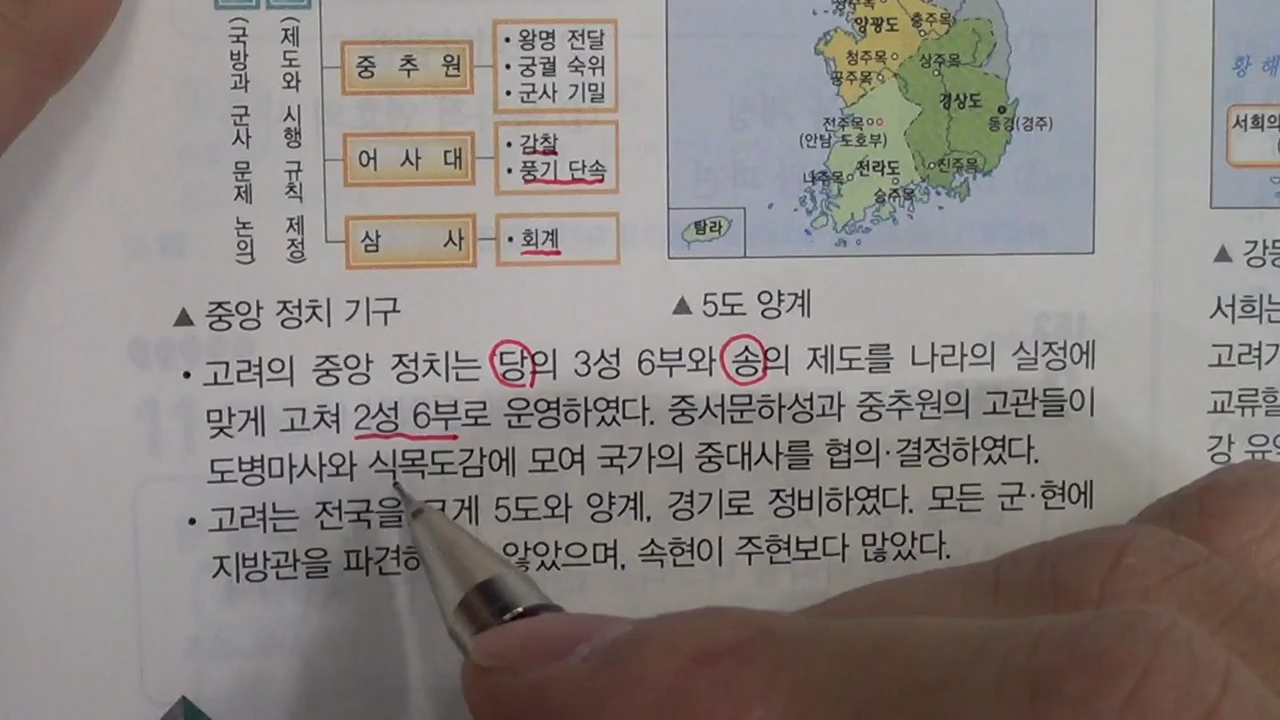 (국방과 군사 문제 논의)
(제도와 시행 규칙 제정)
중추원
• 왕명 전달
• 궁궐 숙위
• 군사 기밀
어사대
• 감찰
• 풍기 단속
삼사
• 회계
양광도
충주목
청주목
공주목
상주목
경상도
동경(경주)
전주목
(안남 도호부)
나주목
전라도
진주목
승주목
탐라
황해
▲ 중앙 정치 기구
▲ 5도 양계
• 고려의 중앙 정치는 당의 3성 6부와 송의 제도를 나라의 실정에
맞게 고쳐 2성 6부로 운영하였다. 중서문하성과 중추원의 고관들이
도병마사와 식목도감에 모여 국가의 중대사를 협의·결정하였다.
• 고려는 전국을 크게 5도와 양계, 경기로 정비하였다. 모든 군·현에
지방관을 파견하 않았으며, 속현이 주현보다 많았다.
서희의
▲ 강동
서희는
고려가
교류할
강 유역